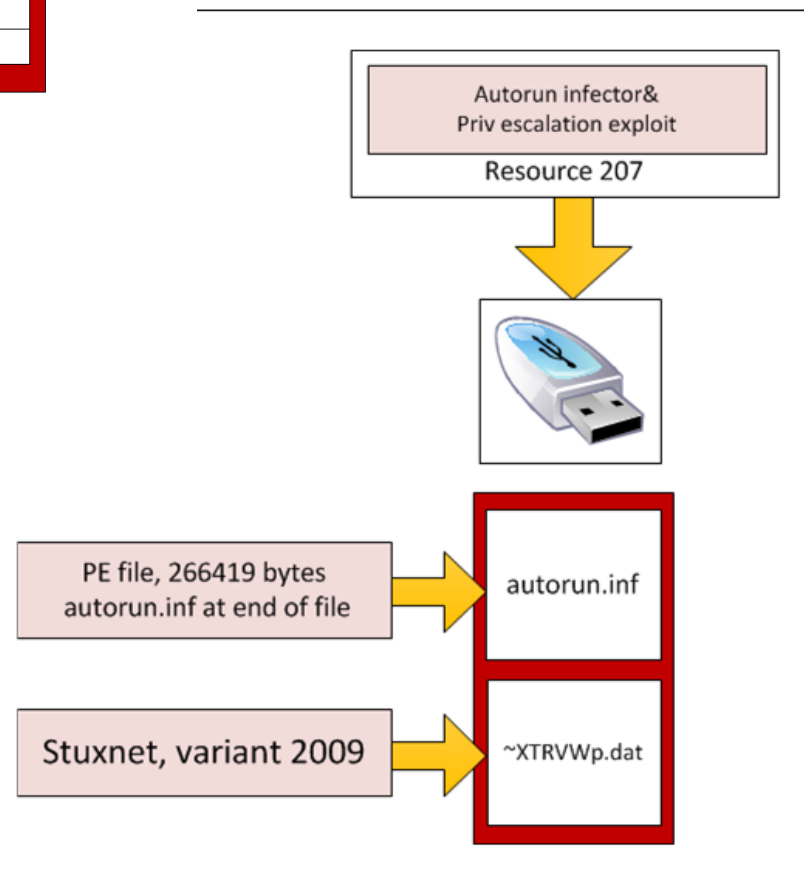 Autorun infector&
Priv escalation exploit
Resource 207
PE file, 266419 bytes
autorun.inf at end of file
autorun.inf
Stuxnet, variant 2009
~XTRVWp.dat